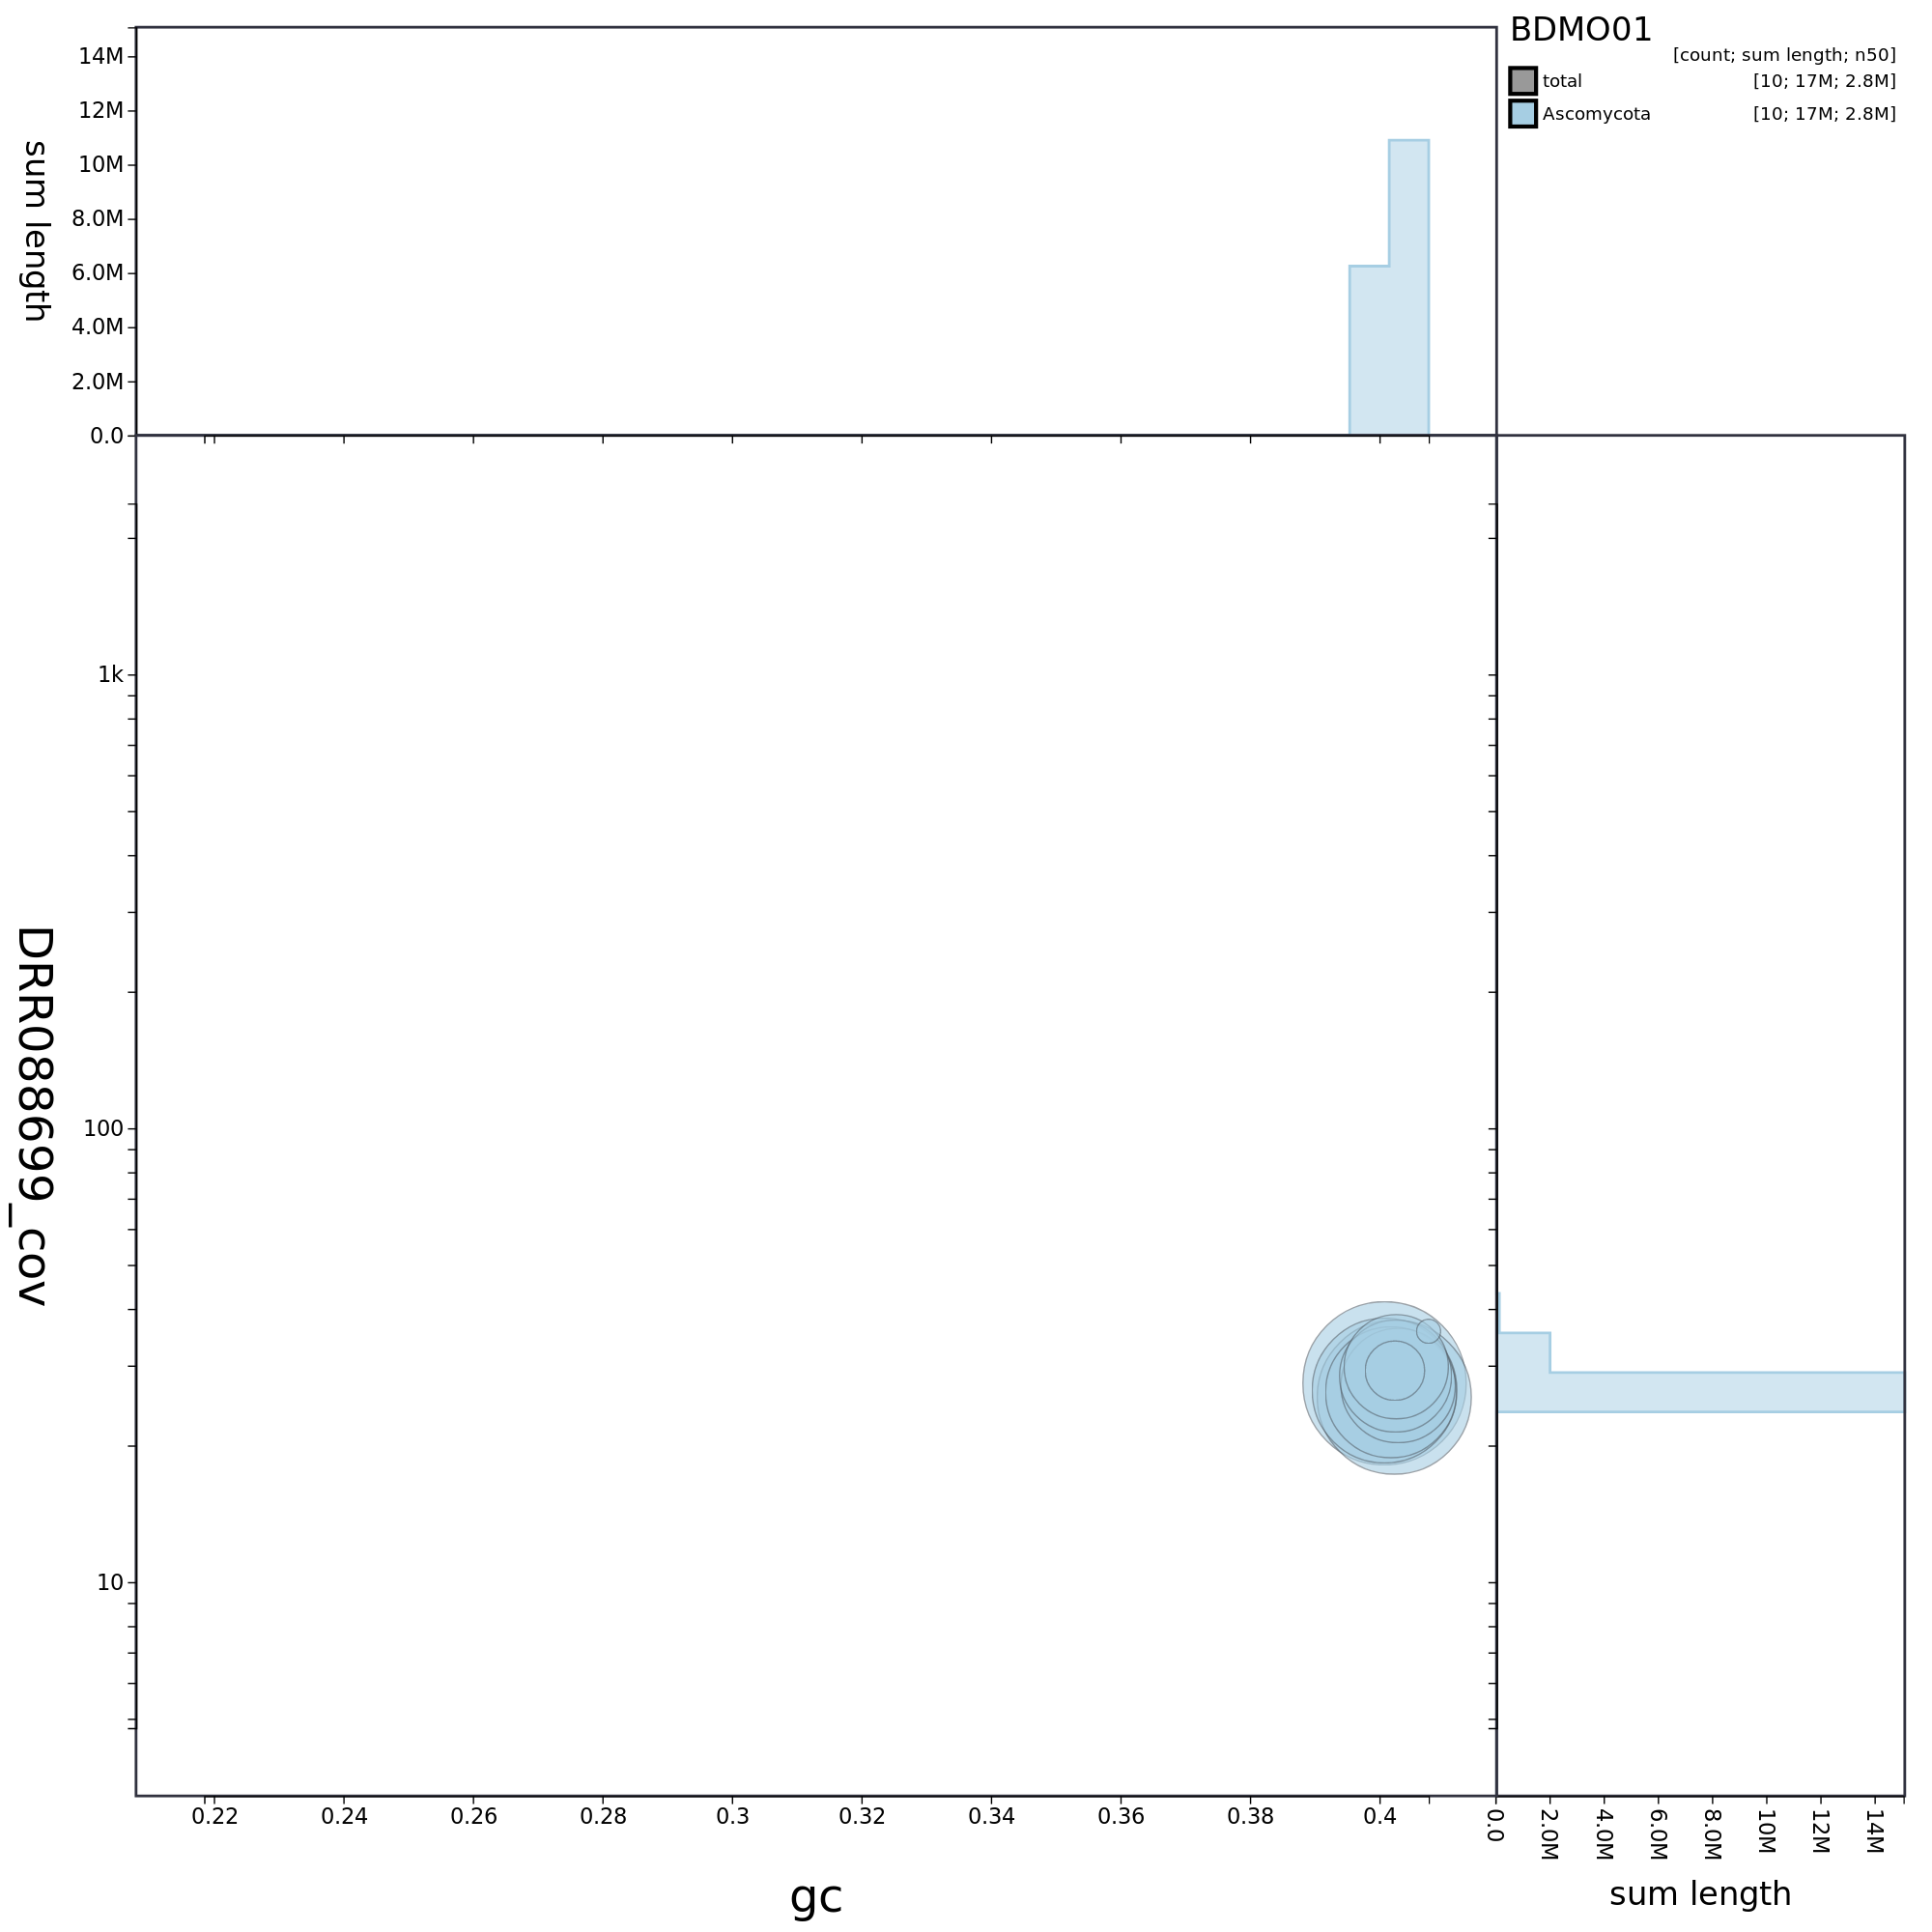 BDMO01
[count; sum length; n50]
total [10; 17M; 2.8M]
Ascomycota [10; 17M; 2.8M]
sum length
14M
12M
10M
8.0M
6.0M
4.0M
2.0M
0.0
DRR088699_cov
1k
100
10
0.22 0.24 0.26 0.28 0.3 0.32 0.34 0.36 0.38 0.4
gc
0.0 2.0M 4.0M 6.0M 8.0M 10M 12M 14M
sum length